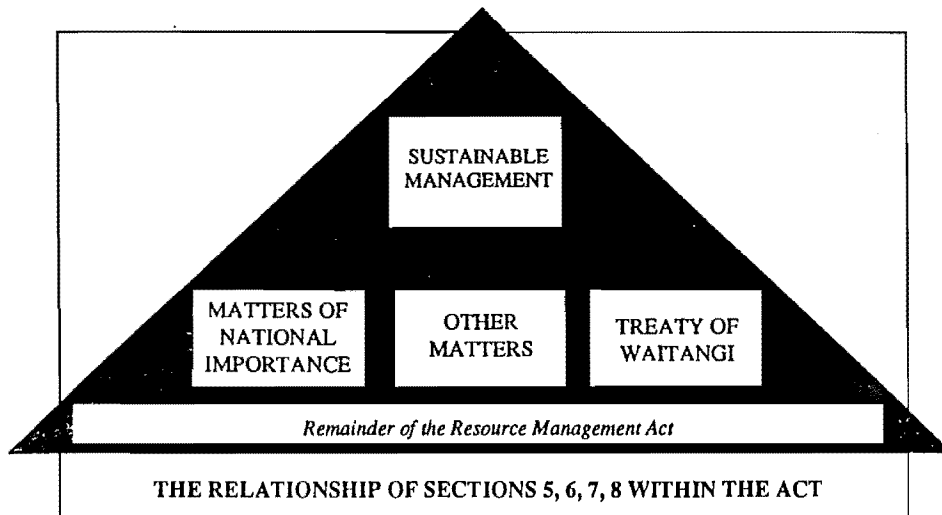 SUSTAINABLE
MANAGEMENT
MATTERS OF
NATIONAL
IMPORTANCE
OTHER
MATTERS
TREATY OF
WAITANGI
Remainder of the Resource Management Act
THE RELATIONSHIP OF SECTIONS 5, 6, 7, 8 WITHIN THE ACT